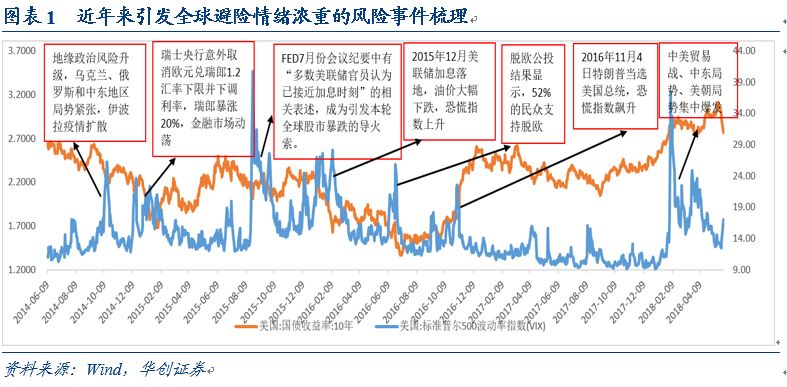 图表 1 近年来引发全球避险情绪浓重的风险事件梳理
地缘政治风险升
级，乌克兰、俄
罗斯和中东地区
局势紧张，伊波
拉疫情扩散
瑞士央行意外取
消欧元兑瑞郎1.2
汇率下限并下调
利率，瑞郎暴涨
20%，金融市场动
荡
FED7月份会议纪要中有
“多数美联储官员认为
已接近加息时刻”的相
关表述，成为引发本轮
全球股市暴跌的导火
索。
2015年12月美
联储加息落
地，油价大幅
下跌，恐慌指
数上升
脱欧公投
结果显
示，52%
的民众支
持脱欧
2016年11月4
日特朗普当选
美国总统，恐
慌指数飙升
中美贸易
战、中东局
势、美朝局
势集中爆发
3.7000
3.2000
2.7000
2.2000
1.7000
1.2000
44.00
39.00
34.00
29.00
24.00
19.00
14.00
9.00
2014-06-09
2014-08-09
2014-10-09
2014-12-09
2015-02-09
2015-04-09
2015-06-09
2015-08-09
2015-10-09
2015-12-09
2016-02-09
2016-04-09
2016-06-09
2016-08-09
2016-10-09
2016-12-09
2017-02-09
2017-04-09
2017-06-09
2017-08-09
2017-10-09
2017-12-09
2018-02-09
2018-04-09
美国:国债收益率:10年
美国:标准普尔500波动率指数(VIX)
资料来源：Wind，华创证券